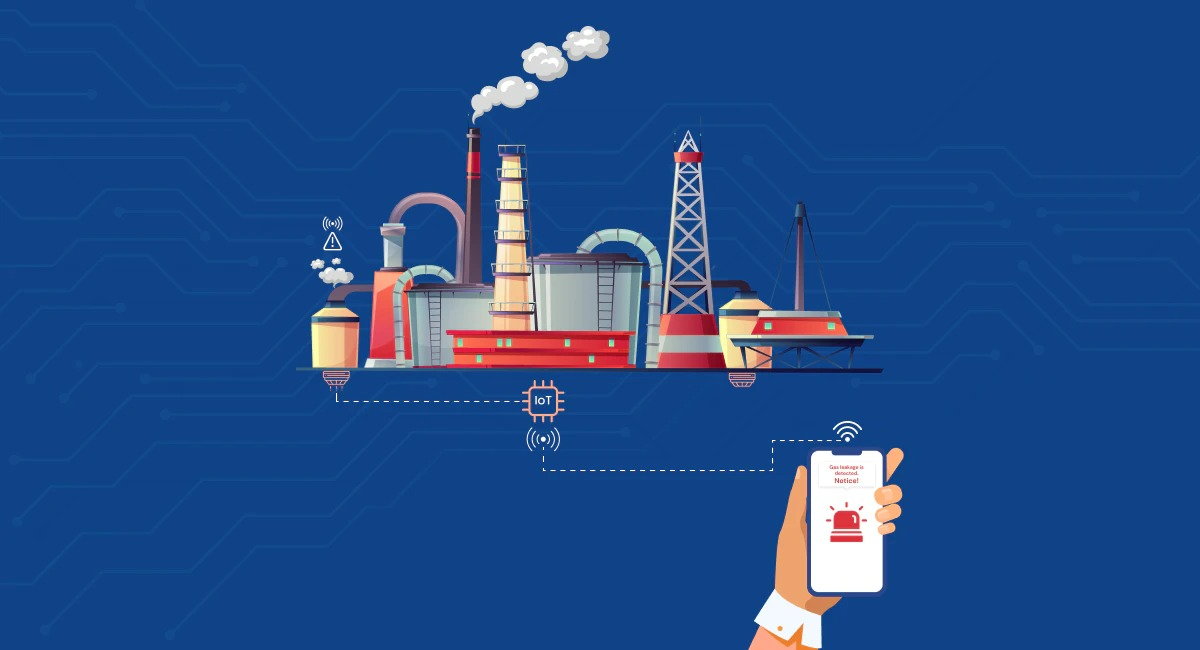 IoT
Gas leakage is
detected.
Notice!